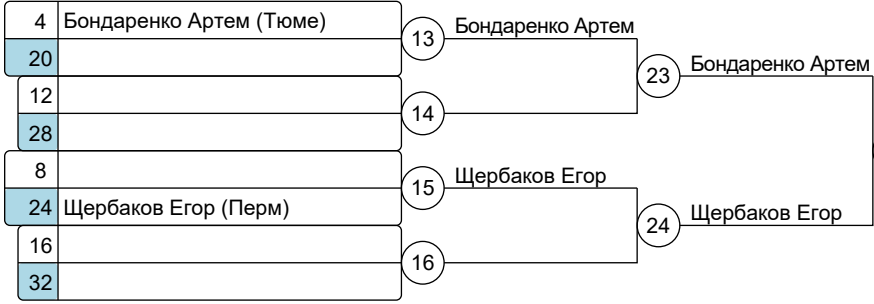 4 Бондаренко Артем (Тюме)
13 Бондаренко Артем
20
23 Бондаренко Артем
12
14
28
8
15 Щербаков Егор
24 Щербаков Егор (Перм)
24 Щербаков Егор
16
16
32